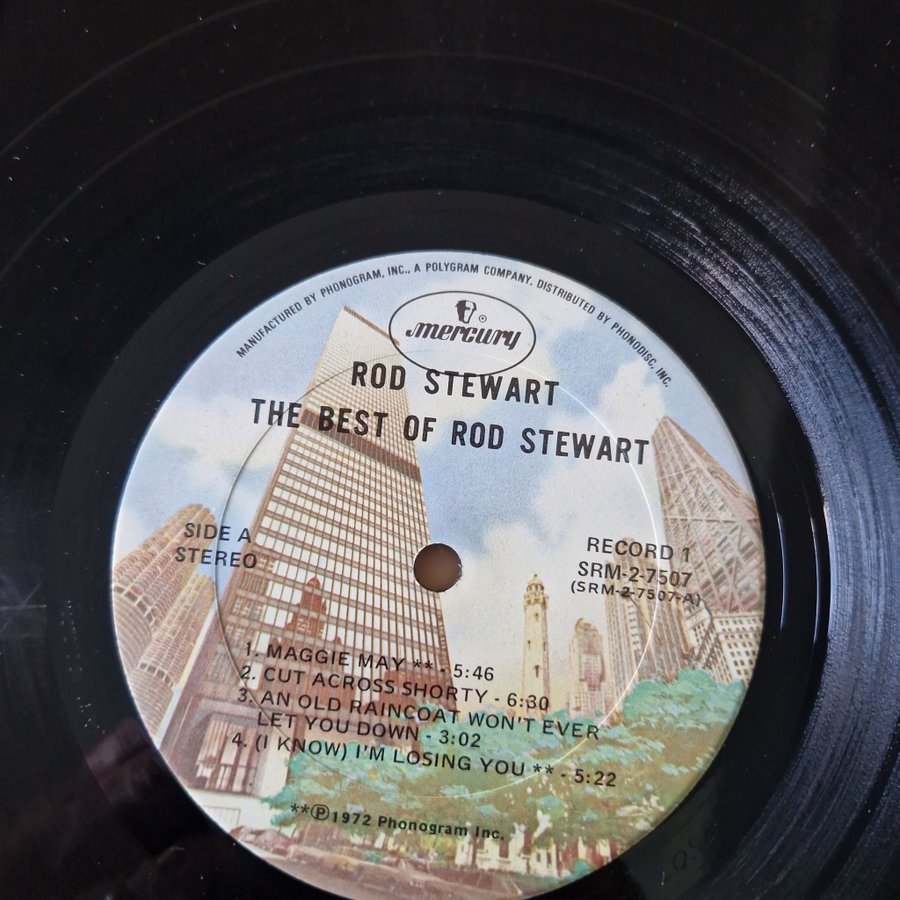 MANUFACTURED BY PHONOGRAM, INC., A POLYGRAM COMPANY. DISTRIBUTED BY PHONODISC, INC.
mercury ®
ROD STEWART
THE BEST OF ROD STEWART
SIDE A
STEREO
RECORD 1
SRM-2-7507
(SRM-2-7507-A)
1. MAGGIE MAY ** - 5:46
2. CUT ACROSS SHORTY - 6:30
3. AN OLD RAINCOAT WON'T EVER
LET YOU DOWN - 3:02
4. (I KNOW) I'M LOSING YOU ** - 5:22
**Ⓟ1972 Phonogram Inc.